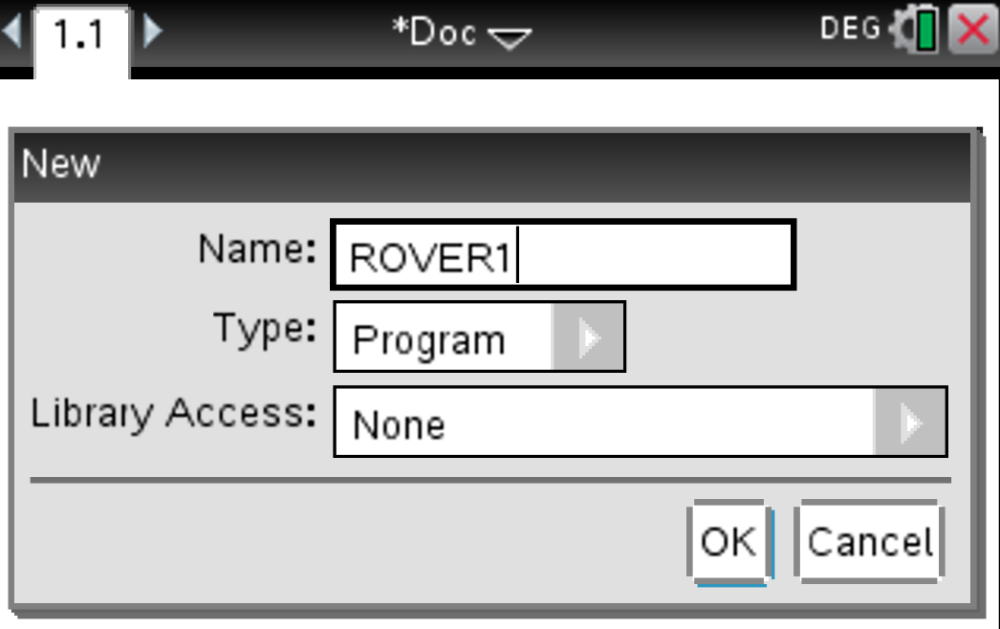 1.1 *Doc DEG
New
Name: ROVER1
Type: Program
Library Access: None
OK Cancel